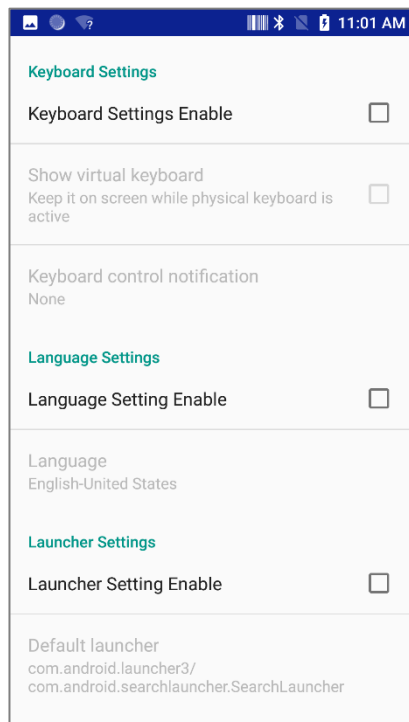 11:01 AM
Keyboard Settings
Keyboard Settings Enable
Show virtual keyboard
Keep it on screen while physical keyboard is
active
Keyboard control notification
None
Language Settings
Language Setting Enable
Language
English-United States
Launcher Settings
Launcher Setting Enable
Default launcher
com.android.launcher3/
com.android.searchlauncher.SearchLauncher